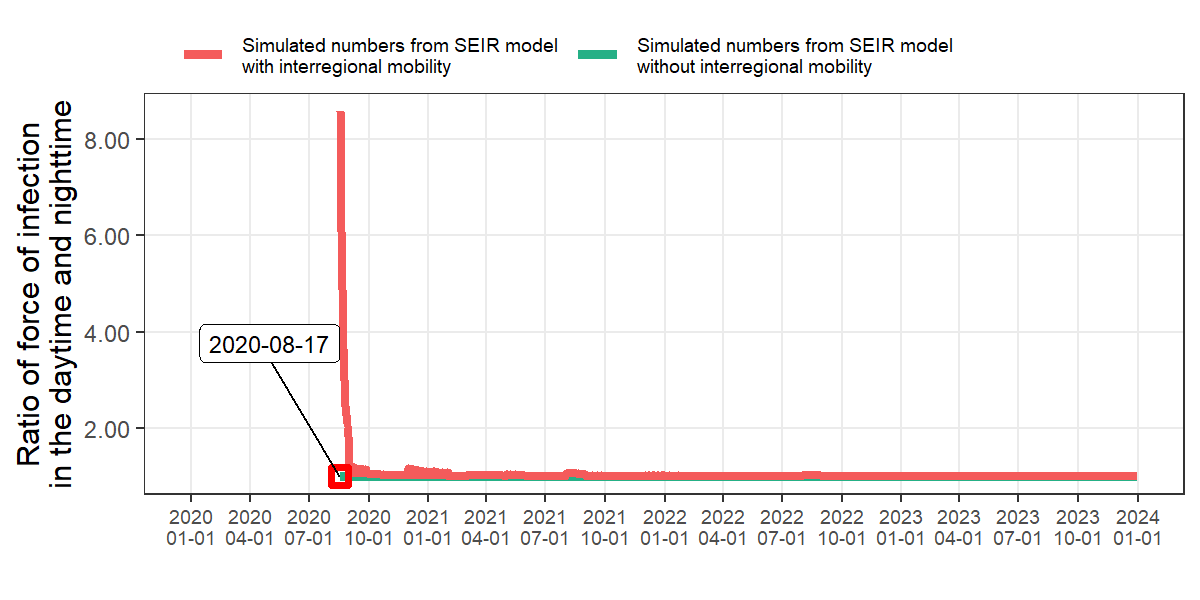 Simulated numbers from SEIR model
with interregional mobility
Simulated numbers from SEIR model
without interregional mobility
Ratio of force of infection
in the daytime and nighttime
8.00
6.00
4.00
2.00
2020-08-17
2020 2020 2020 2020 2021 2021 2021 2021 2022 2022 2022 2022 2023 2023 2023 2023 2024
01-01 04-01 07-01 10-01 01-01 04-01 07-01 10-01 01-01 04-01 07-01 10-01 01-01 04-01 07-01 10-01 01-01